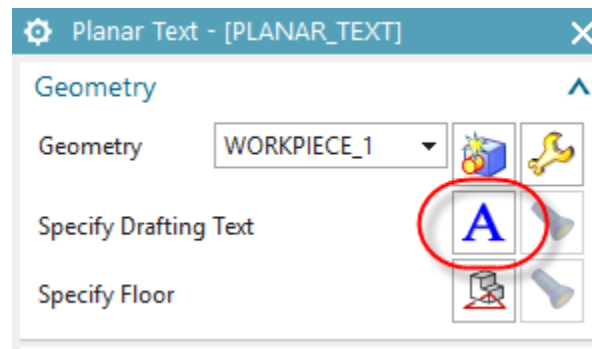 Planar Text - [PLANAR_TEXT]
Geometry
Geometry WORKPIECE_1
Specify Drafting Text A
Specify Floor